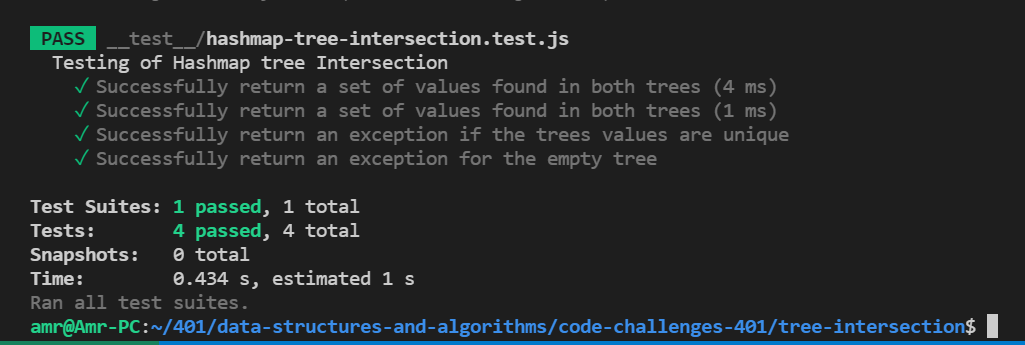 PASS __test__/hashmap-tree-intersection.test.js
Testing of Hashmap tree Intersection
✓ Successfully return a set of values found in both trees (4 ms)
✓ Successfully return a set of values found in both trees (1 ms)
✓ Successfully return an exception if the trees values are unique
✓ Successfully return an exception for the empty tree
Test Suites: 1 passed, 1 total
Tests: 4 passed, 4 total
Snapshots: 0 total
Time: 0.434 s, estimated 1 s
Ran all test suites.
amr@Amr-PC:~/401/data-structures-and-algorithms/code-challenges-401/tree-intersection$